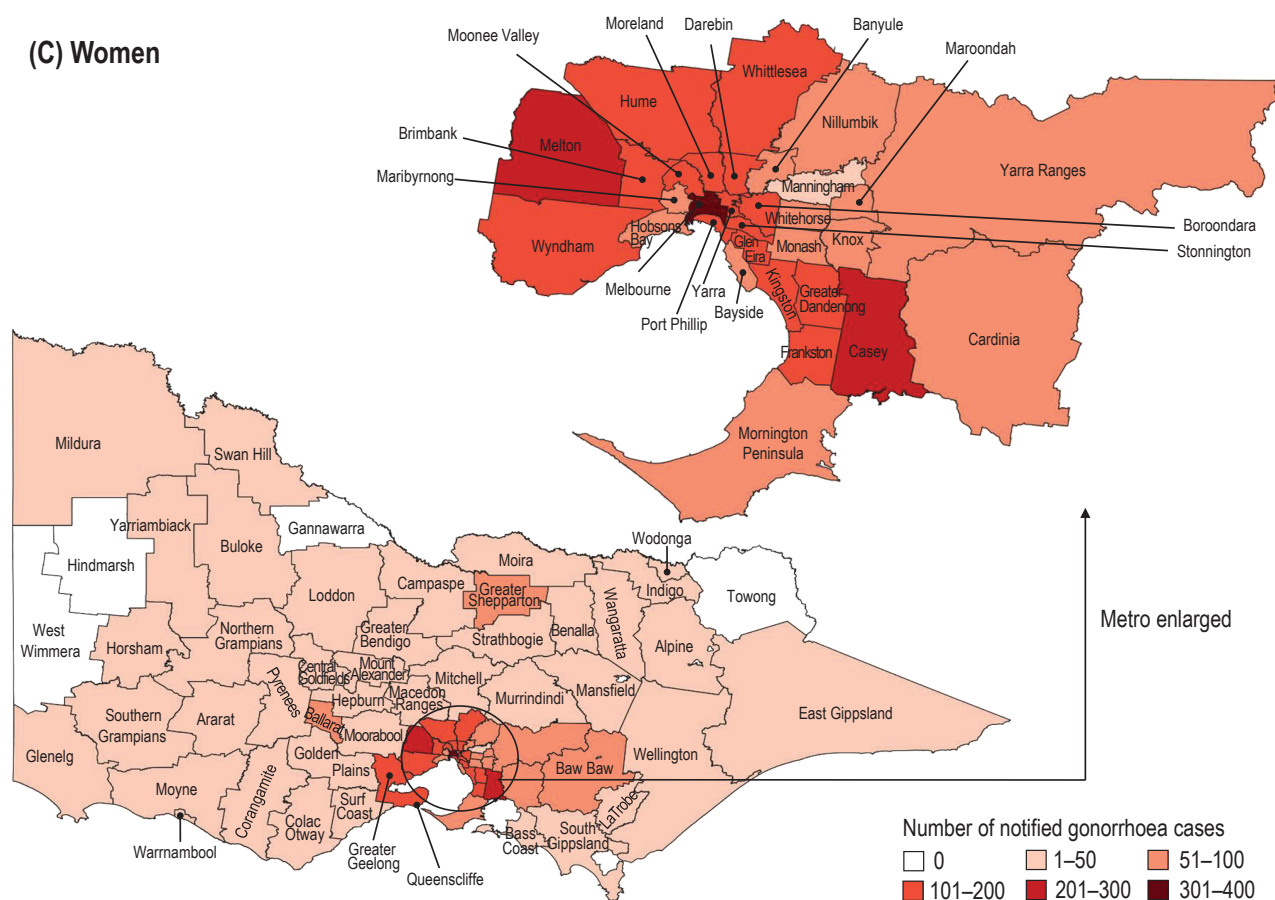 (C) Women
Moonee Valley
Moreland
Darebin
Banyule
Maroondah
Whittlesea
Hume
Nillumbik
Brimbank
Melton
Maribyrnong
Manningham
Yarra Ranges
Whitehorse
Boroondara
Hobsons
Bay
Wyndham
Glen
Eira
Monash
Knox
Stonnington
Melbourne
Yarra
Port Phillip
Bayside
Kingston
Greater
Dandenong
Frankston
Casey
Cardinia
Mornington
Peninsula
Mildura
Swan Hill
Yarriambiack
Gannawarra
Hindmarsh
Buloke
Wodonga
Moira
Campaspe
Greater
Shepparton
Indigo
Towong
Loddon
Wangaratta
West
Wimmera
Horsham
Northern
Grampians
Greater
Bendigo
Strathbogie
Benalla
Alpine
Metro enlarged
Pyrenees
Central
Goldfields
Mount
Alexander
Mitchell
Macedon
Ranges
Hepburn
Murrindindi
Mansfield
Southern
Grampians
Ararat
Ballarat
Moorabool
East Gippsland
Glenelg
Golden
Plains
Wellington
Baw Baw
Moyne
Corangamite
Surf
Coast
Colac
Otway
LaTrobe
Bass
Coast
South
Gippsland
Warrnambool
Greater
Geelong
Queenscliffe
Number of notified gonorrhoea cases
0
1–50
51–100
101–200
201–300
301–400